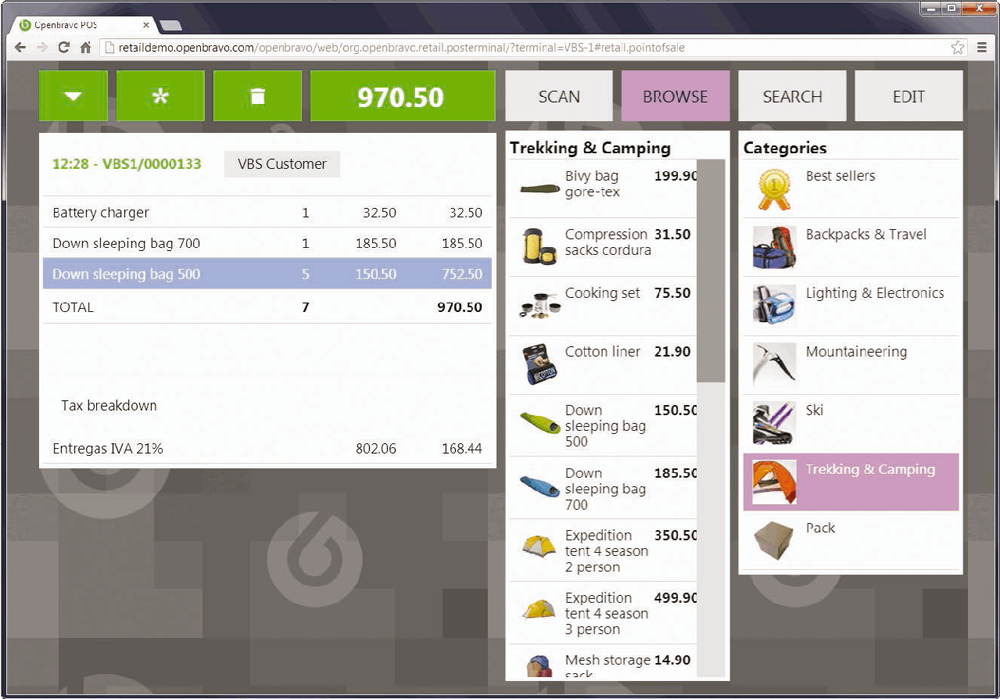 Openbravo POS
retaildemo.openbravo.com/openbravo/web/org.openbravo.retail.posterminal/?terminal=VBS-1#retail.pointofsale
970.50
SCAN
BROWSE
SEARCH
EDIT
12:28 - VBS1/0000133
VBS Customer
Battery charger 1 32.50 32.50
Down sleeping bag 700 1 185.50 185.50
Down sleeping bag 500 5 150.50 752.50
TOTAL 7 970.50
Tax breakdown
Entregas IVA 21% 802.06 168.44
Trekking & Camping
Bivy bag 199.90
gore-tex
Compression 31.50
sacks cordura
Cooking set 75.50
Cotton liner 21.90
Down 150.50
sleeping bag
500
Down 185.50
sleeping bag
700
Expedition 350.50
tent 4 season
2 person
Expedition 499.90
tent 4 season
3 person
Mesh storage 14.90
sack
Categories
Best sellers
Backpacks & Travel
Lighting & Electronics
Mountaineering
Ski
Trekking & Camping
Pack